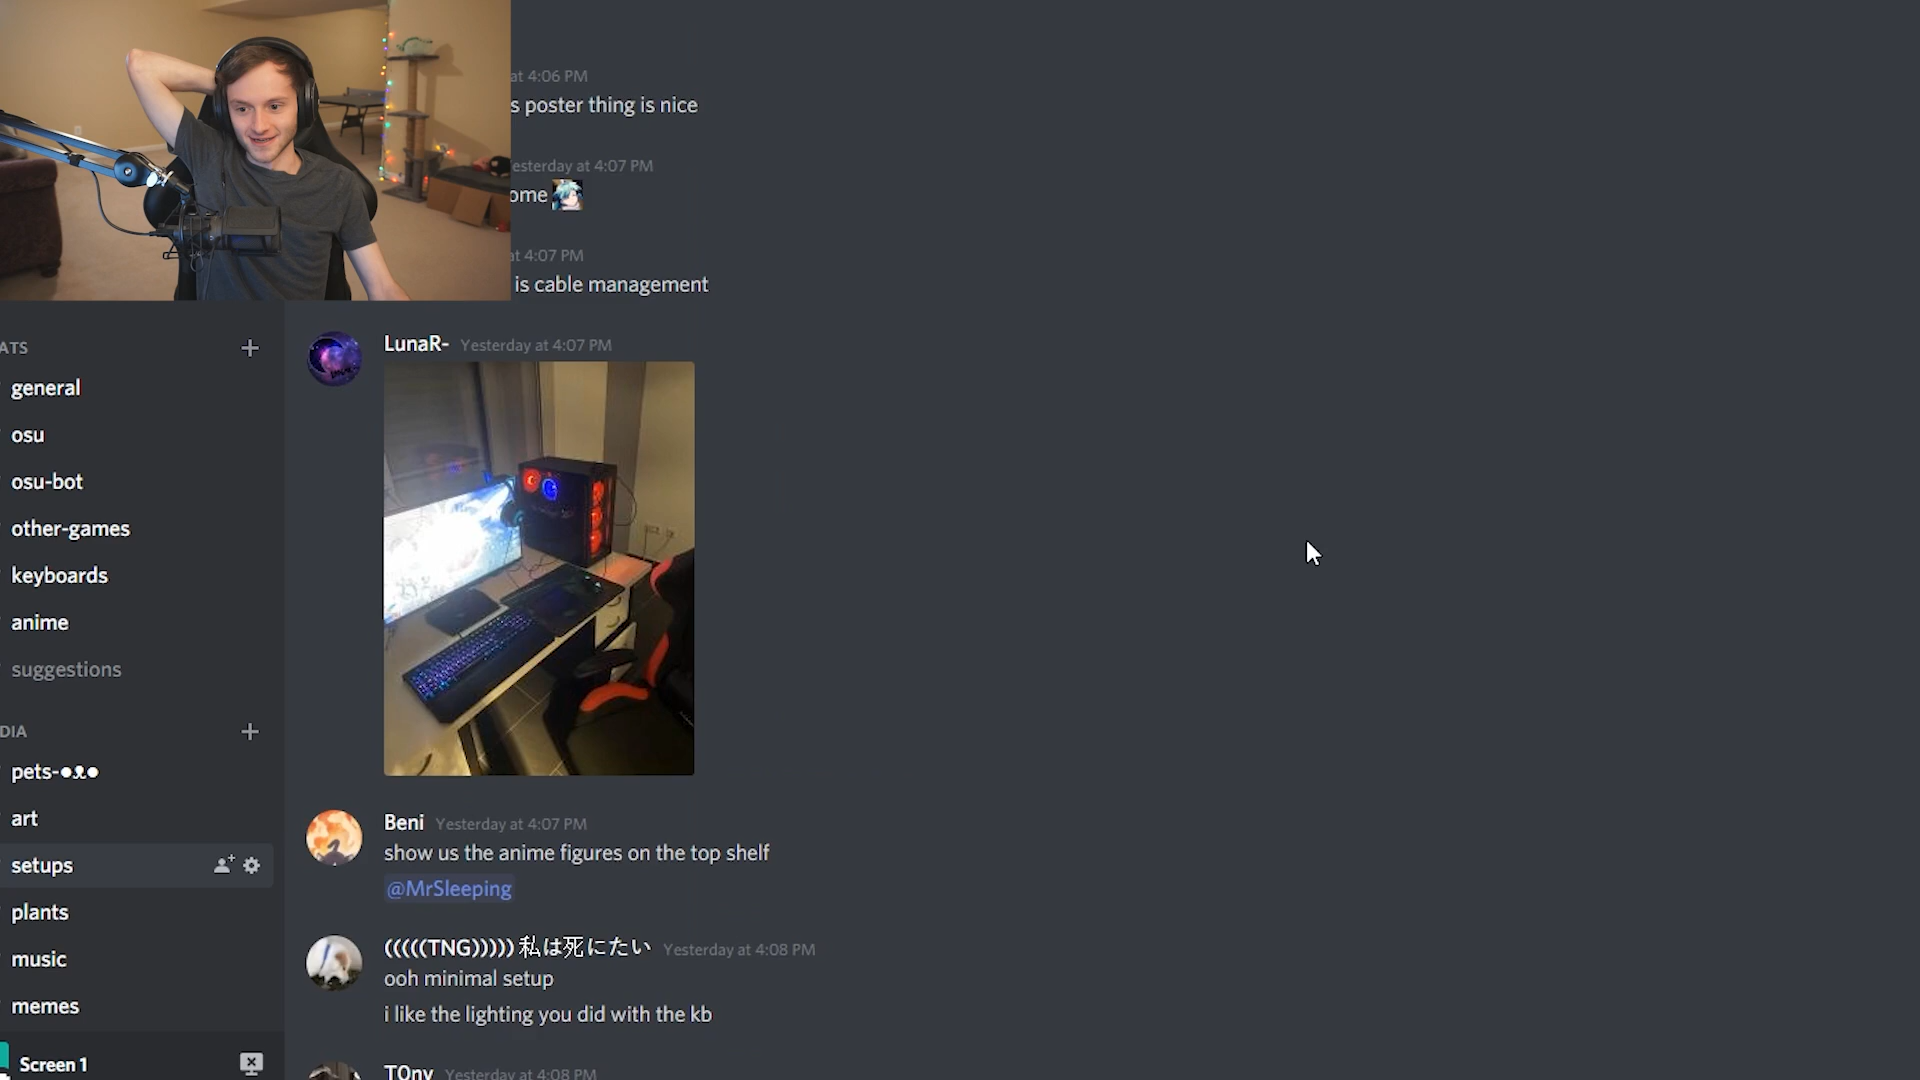 at 4:06 PM
s poster thing is nice
esterday at 4:07 PM
ome
at 4:07 PM
is cable management
ATS
general
osu
osu-bot
other-games
keyboards
anime
suggestions
DIA
pets-●ᴥ●
art
setups
plants
music
memes
Screen 1
LunaR- Yesterday at 4:07 PM
Beni Yesterday at 4:07 PM
show us the anime figures on the top shelf
@MrSleeping
(((((TNG))))) 私は死にたい Yesterday at 4:08 PM
ooh minimal setup
i like the lighting you did with the kb
T0ny Yesterday at 4:08 PM